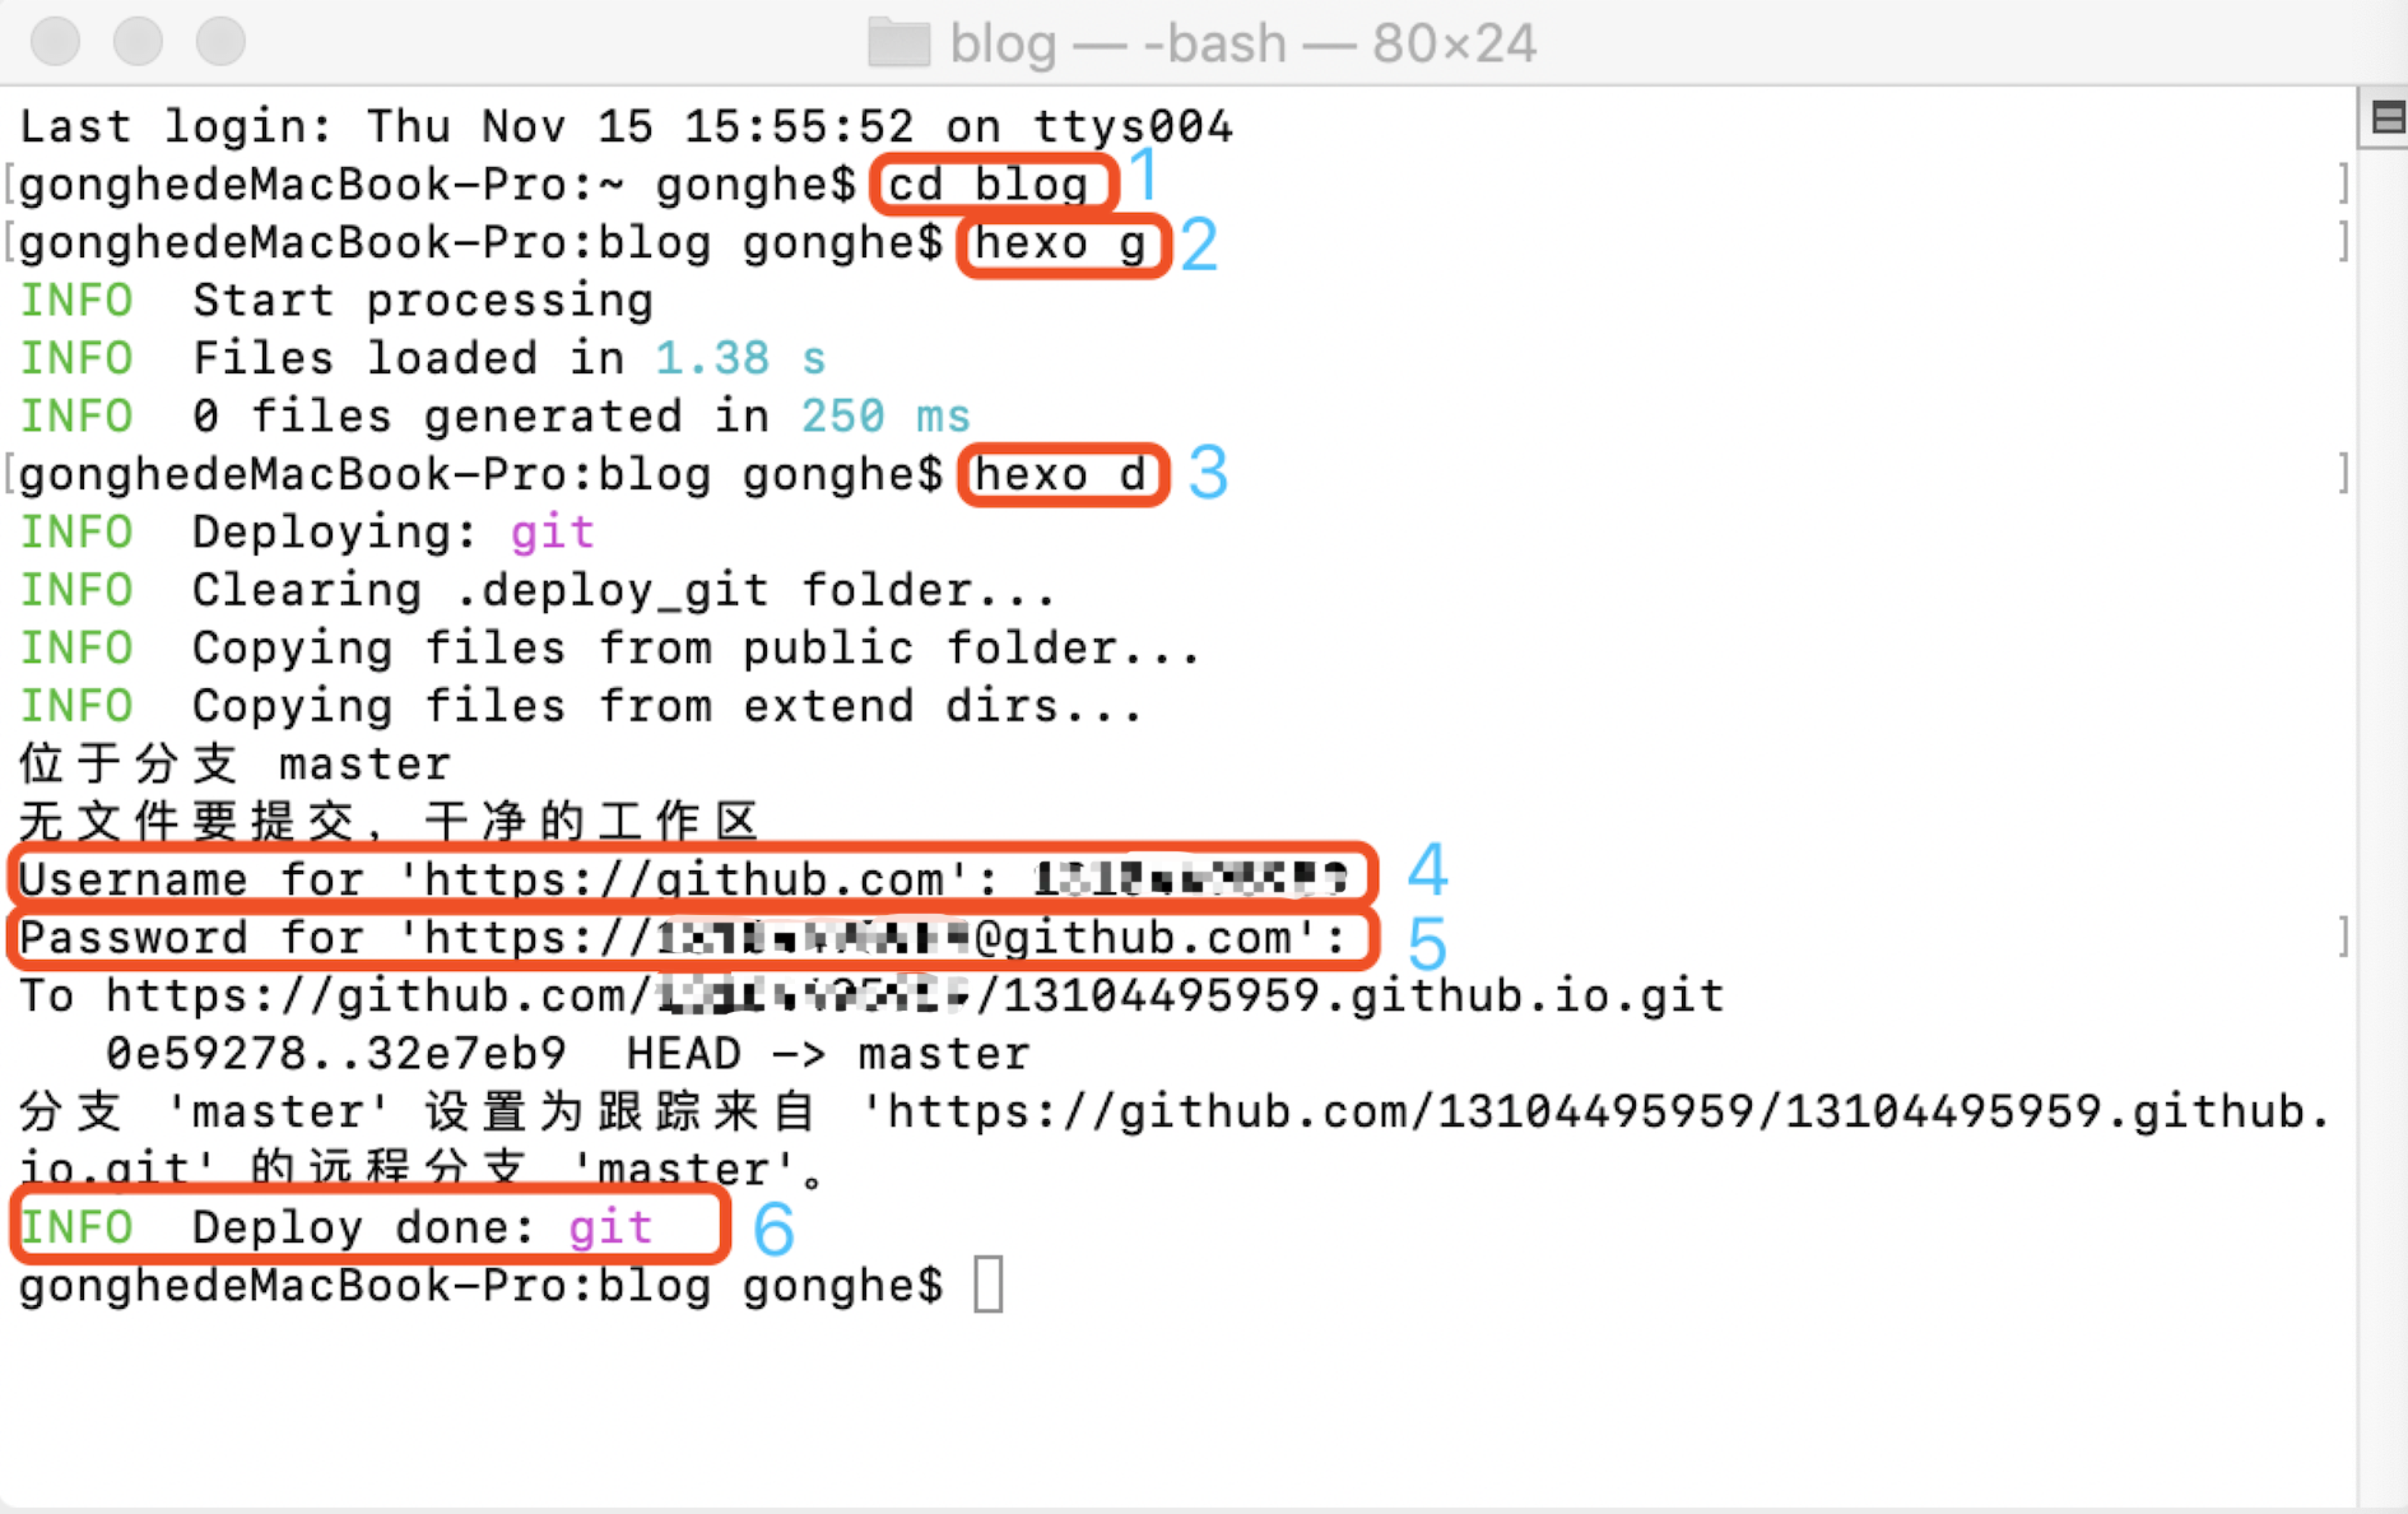 blog — -bash — 80×24
Last login: Thu Nov 15 15:55:52 on ttys004
[gonghedeMacBook-Pro:~ gonghe$ cd blog ] 1
[gonghedeMacBook-Pro:blog gonghe$ hexo g ] 2
INFO  Start processing
INFO  Files loaded in 1.38 s
INFO  0 files generated in 250 ms
[gonghedeMacBook-Pro:blog gonghe$ hexo d ] 3
INFO  Deploying: git
INFO  Clearing .deploy_git folder...
INFO  Copying files from public folder...
INFO  Copying files from extend dirs...
位于分支 master
无文件要提交，干净的工作区
Username for 'https://github.com': 4
Password for 'https://@github.com': ] 5
To https://github.com//13104495959.github.io.git
   0e59278..32e7eb9  HEAD -> master
分支 'master' 设置为跟踪来自 'https://github.com/13104495959/13104495959.github.
io.git' 的远程分支 'master'。
INFO  Deploy done: git 6
gonghedeMacBook-Pro:blog gonghe$